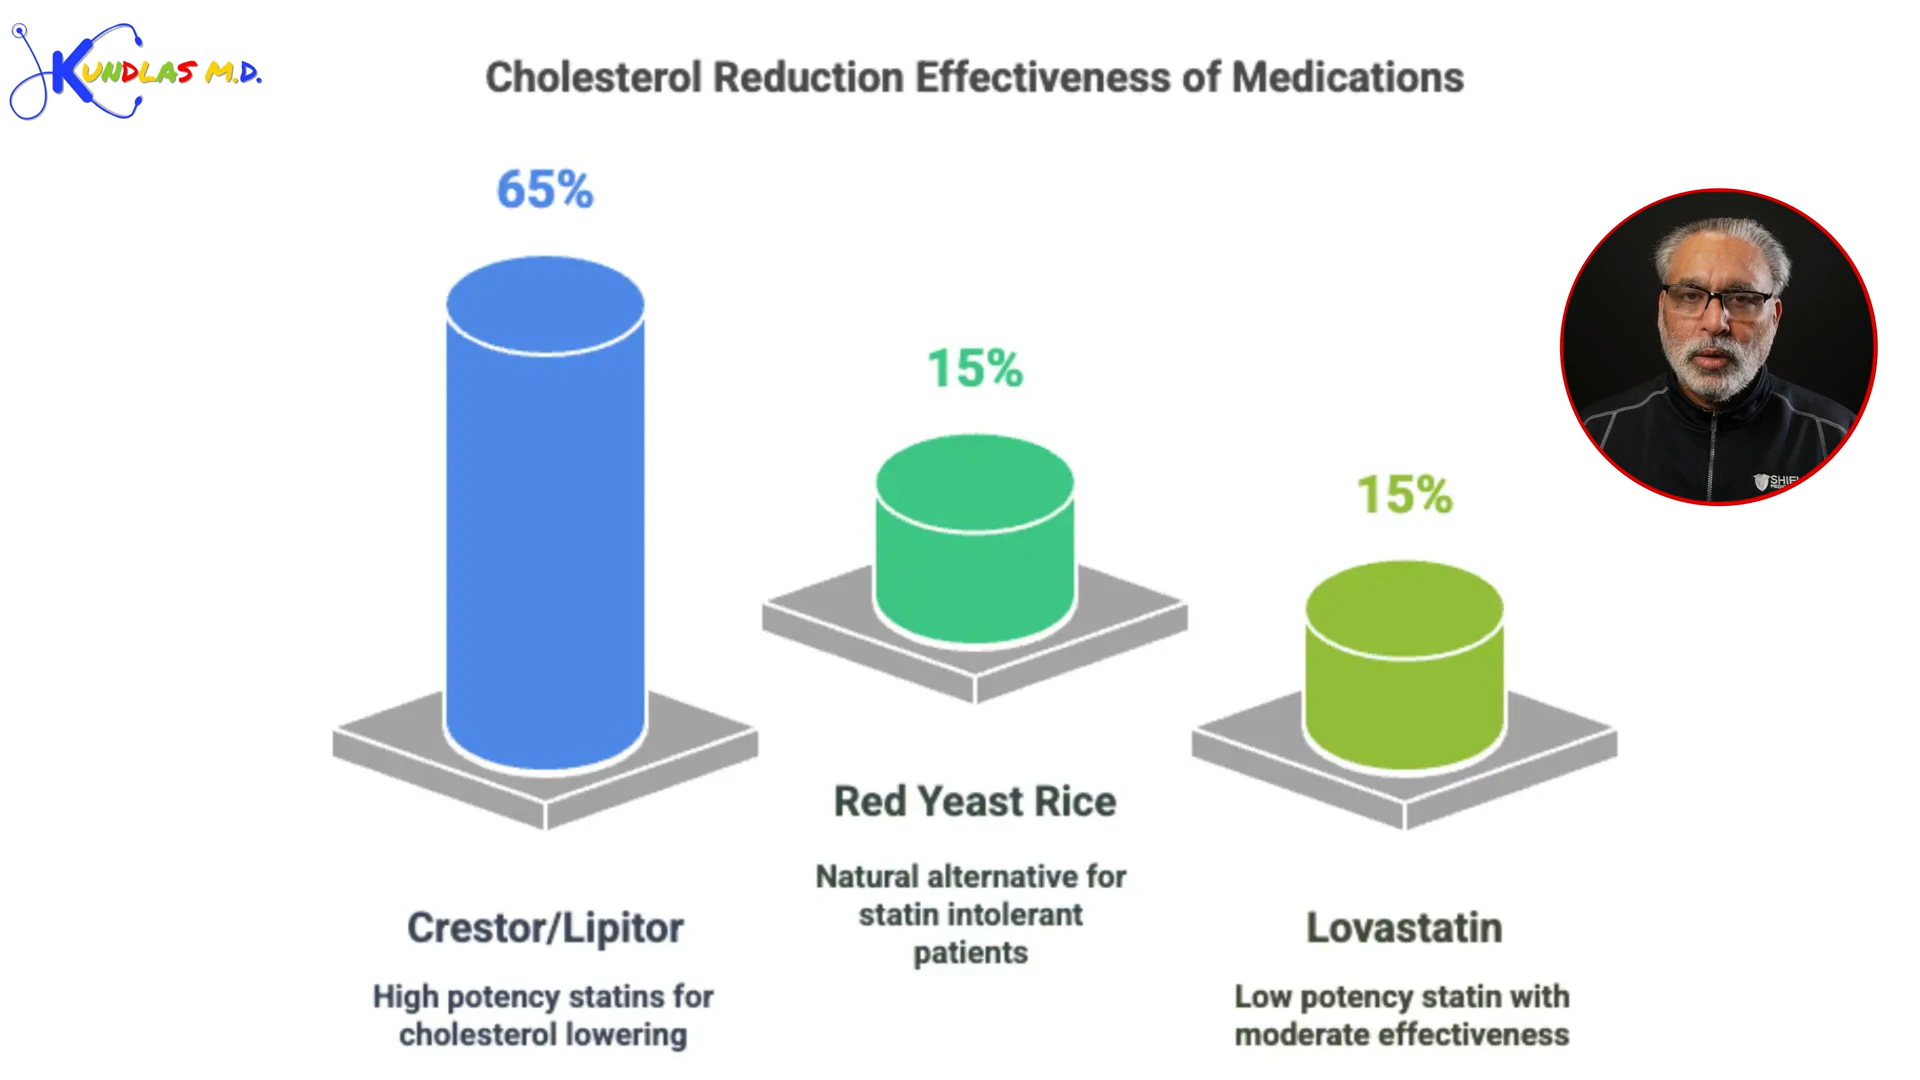 KUNDLAS M.D.
Cholesterol Reduction Effectiveness of Medications
65%
15%
15%
Crestor/Lipitor
High potency statins for
cholesterol lowering
Red Yeast Rice
Natural alternative for
statin intolerant
patients
Lovastatin
Low potency statin with
moderate effectiveness